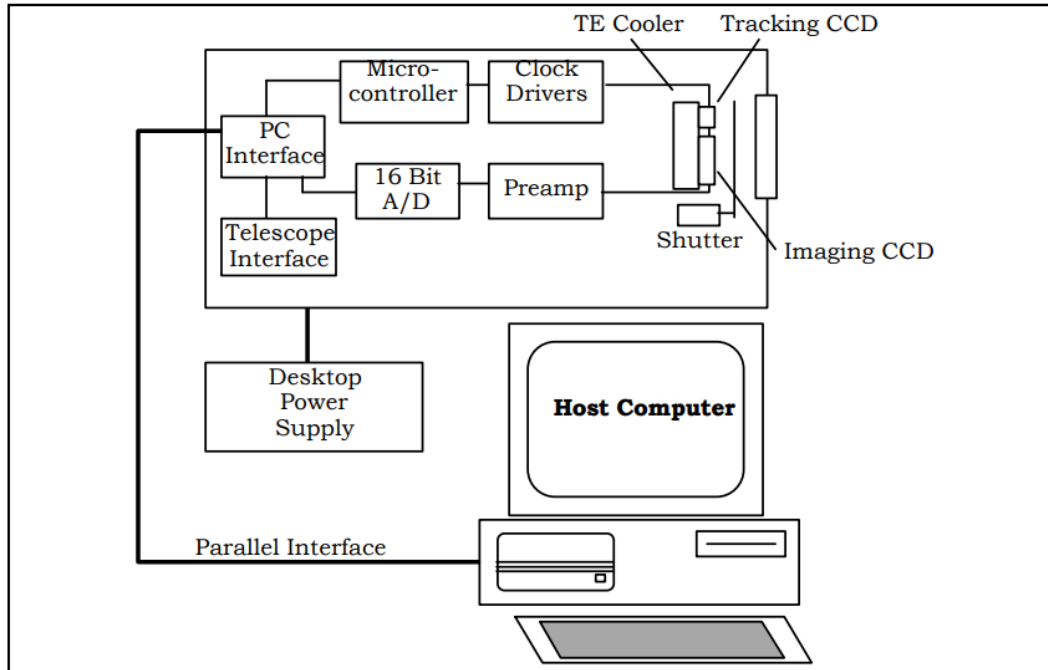 TE Cooler
Tracking CCD
Micro-
controller
Clock
Drivers
PC
Interface
16 Bit
A/D
Preamp
Telescope
Interface
Shutter
Imaging CCD
Desktop
Power
Supply
Host Computer
Parallel Interface